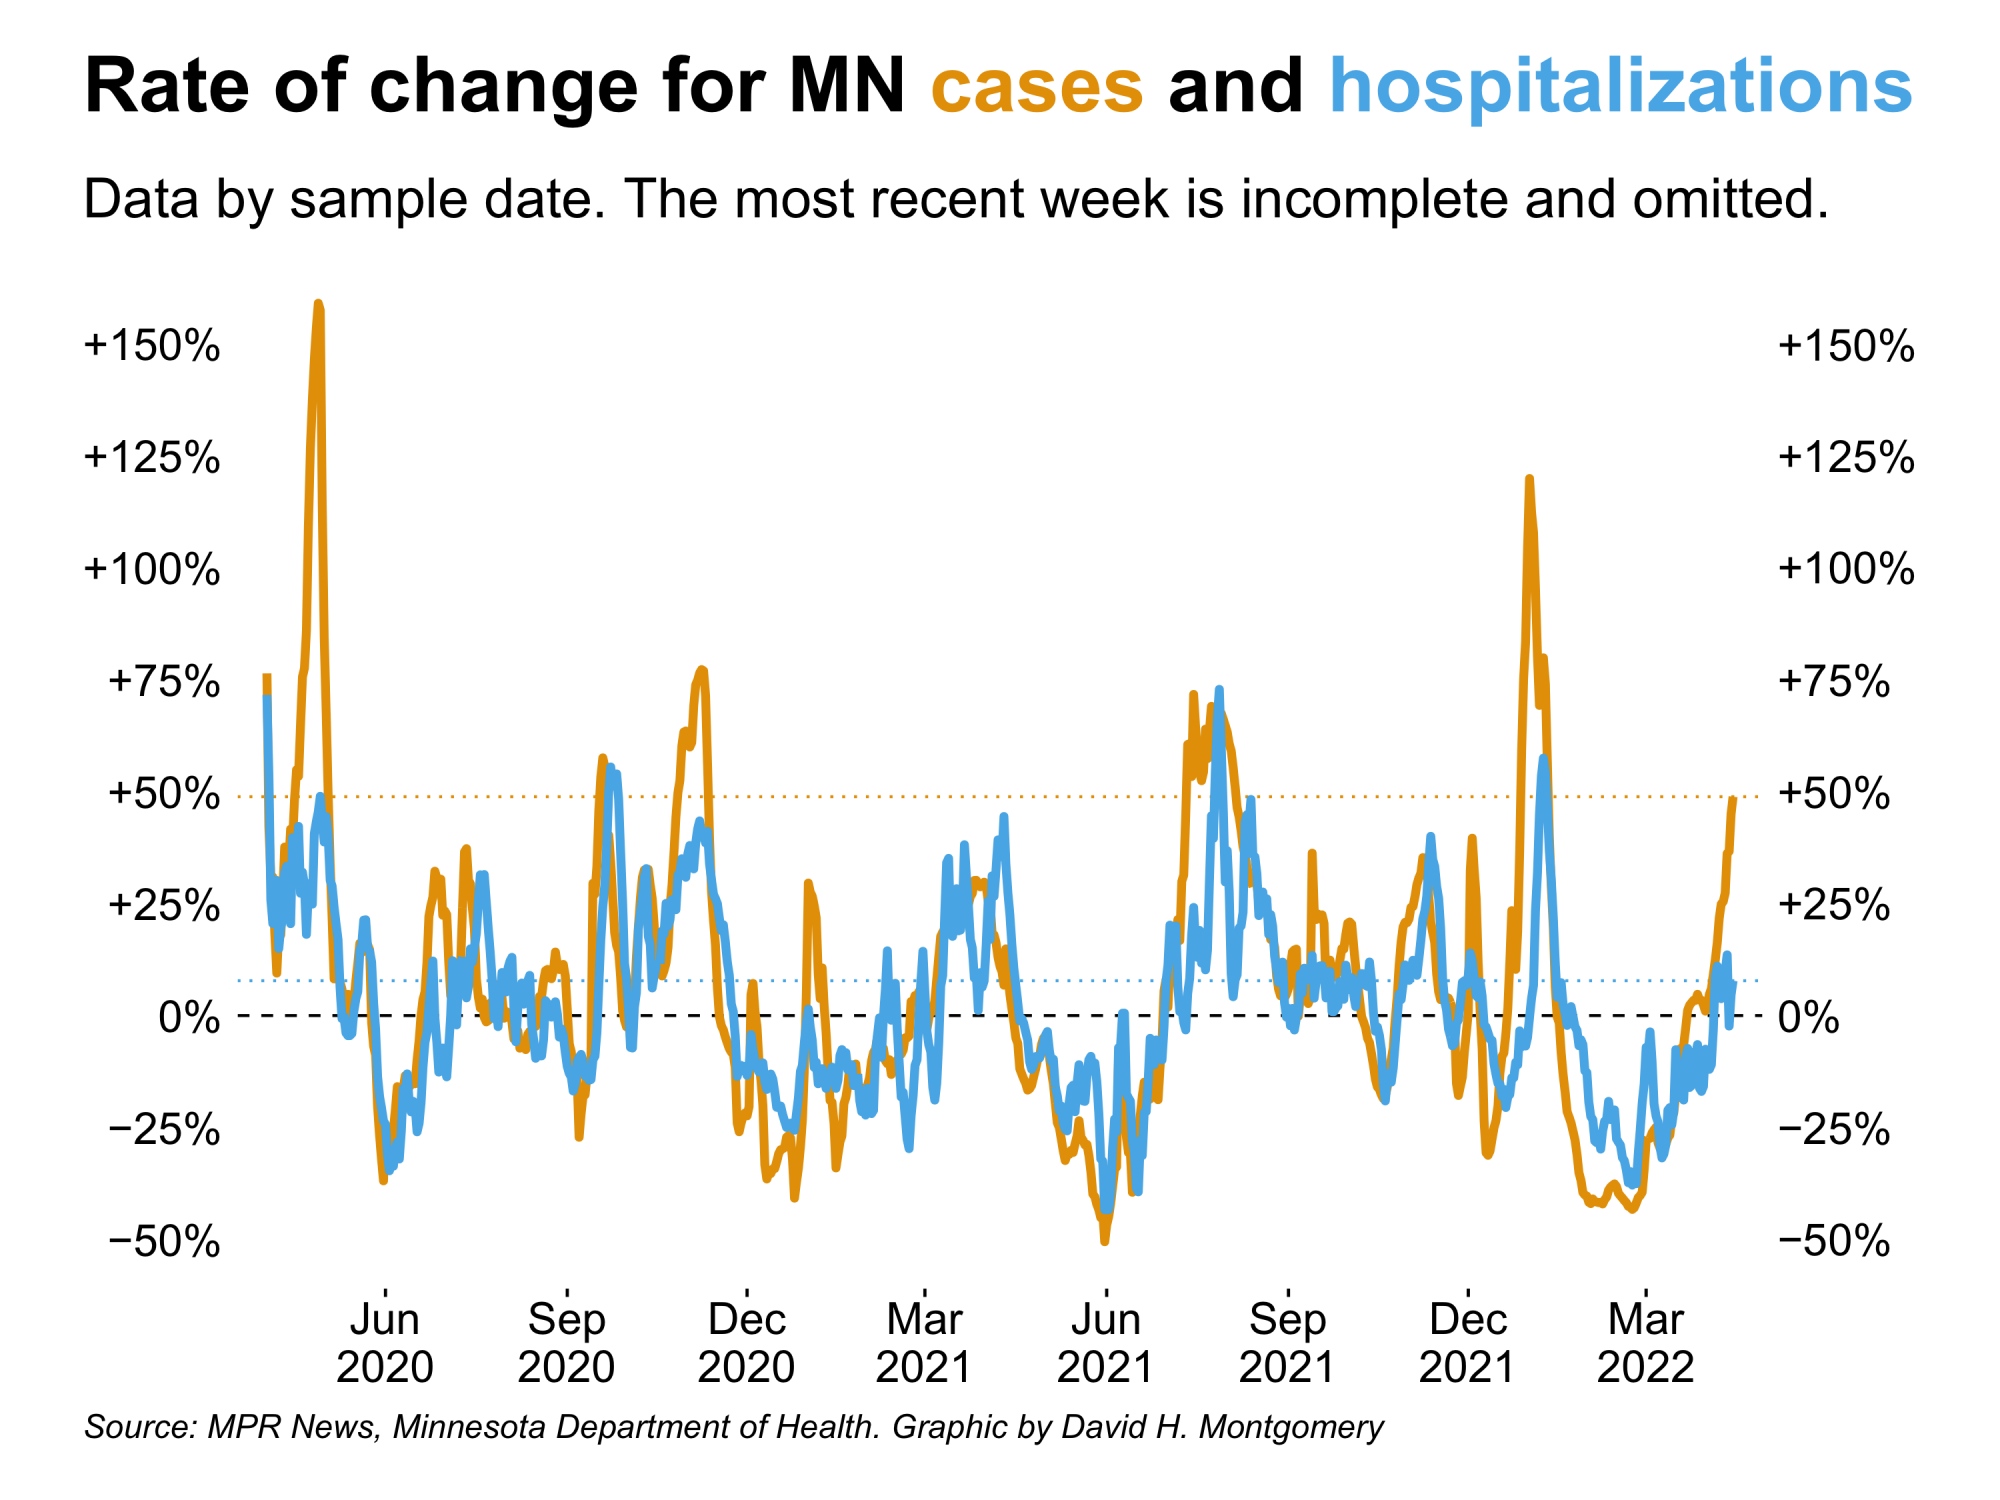 Rate of change for MN cases and hospitalizations
Data by sample date. The most recent week is incomplete and omitted.
+150% +150%
+125% +125%
+100% +100%
+75% +75%
+50% +50%
+25% +25%
0% 0%
−25% −25%
−50% −50%
Jun Sep Dec Mar Jun Sep Dec Mar
2020 2020 2020 2021 2021 2021 2021 2022
Source: MPR News, Minnesota Department of Health. Graphic by David H. Montgomery